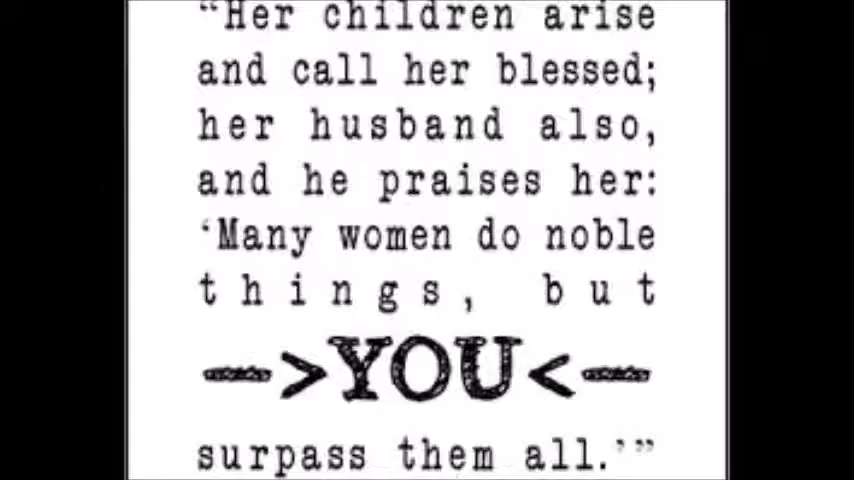 “Her children arise
and call her blessed;
her husband also,
and he praises her:
‘Many women do noble
things, but
—>YOU<—
surpass them all.’”